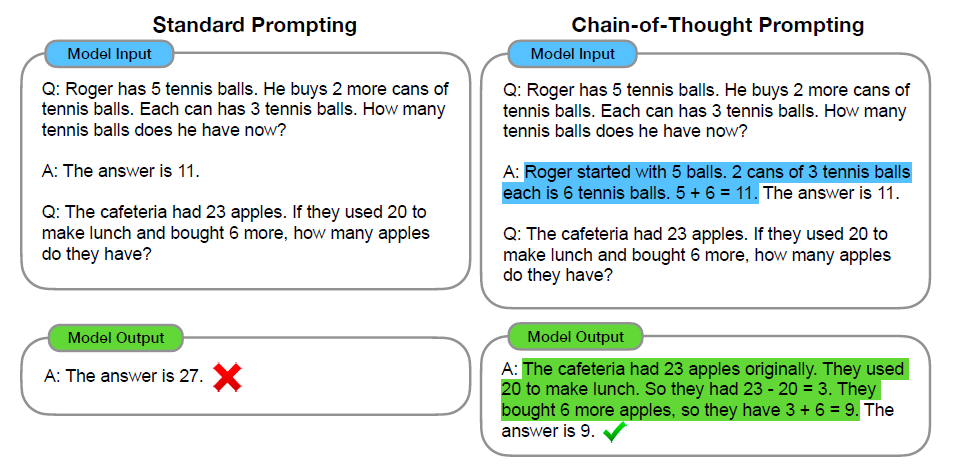 Standard Prompting
Model Input
Q: Roger has 5 tennis balls. He buys 2 more cans of
tennis balls. Each can has 3 tennis balls. How many
tennis balls does he have now?
A: The answer is 11.
Q: The cafeteria had 23 apples. If they used 20 to
make lunch and bought 6 more, how many apples
do they have?
Model Output
A: The answer is 27.
Chain-of-Thought Prompting
Model Input
Q: Roger has 5 tennis balls. He buys 2 more cans of
tennis balls. Each can has 3 tennis balls. How many
tennis balls does he have now?
A: Roger started with 5 balls. 2 cans of 3 tennis balls
each is 6 tennis balls. 5 + 6 = 11. The answer is 11.
Q: The cafeteria had 23 apples. If they used 20 to
make lunch and bought 6 more, how many apples
do they have?
Model Output
A: The cafeteria had 23 apples originally. They used
20 to make lunch. So they had 23 - 20 = 3. They
bought 6 more apples, so they have 3 + 6 = 9. The
answer is 9.